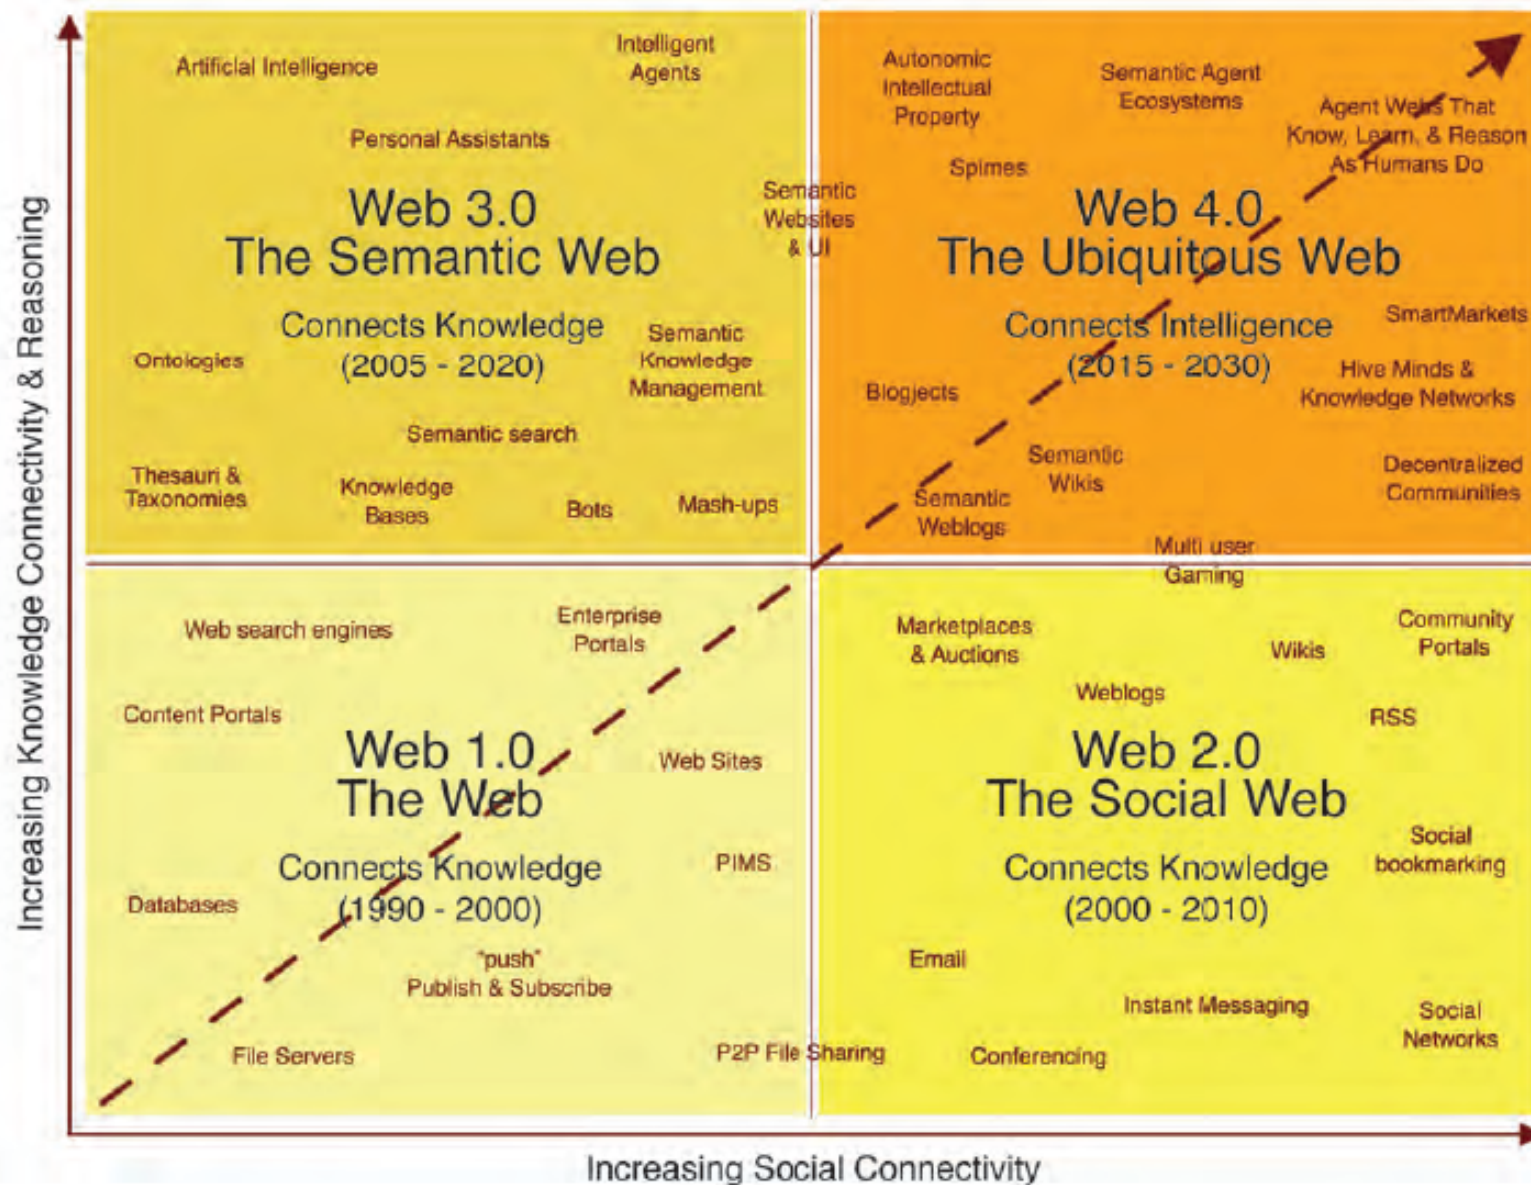 Increasing Knowledge Connectivity & Reasoning
Artificial Intelligence
Intelligent
Agents
Personal Assistants
Web 3.0
The Semantic Web
Connects Knowledge
(2005 - 2020)
Ontologies
Semantic
Knowledge
Management
Semantic search
Thesauri &
Taxonomies
Knowledge
Bases
Bots
Mash-ups
Semantic
Websites
& UI
Autonomic
Intellectual
Property
Semantic Agent
Ecosystems
Agent Webs That
Know, Learn, & Reason
As Humans Do
Spimes
Web 4.0
The Ubiquitous Web
Connects Intelligence
(2015 - 2030)
SmartMarkets
Blogjects
Hive Minds &
Knowledge Networks
Semantic
Wikis
Semantic
Weblogs
Decentralized
Communities
Multi user
Gaming
Web search engines
Enterprise
Portals
Content Portals
Web 1.0
The Web
Web Sites
Connects Knowledge
(1990 - 2000)
PIMS
Databases
"push"
Publish & Subscribe
File Servers
P2P File Sharing
Marketplaces
& Auctions
Wikis
Community
Portals
Weblogs
RSS
Web 2.0
The Social Web
Connects Knowledge
(2000 - 2010)
Social
bookmarking
Email
Instant Messaging
Social
Networks
Conferencing
Increasing Social Connectivity